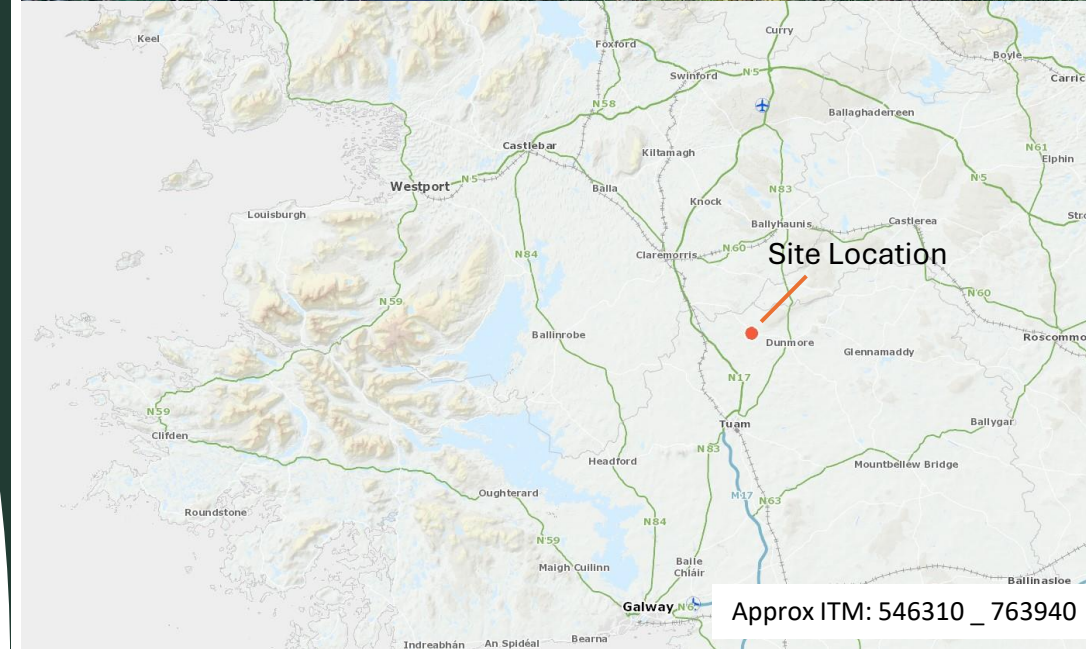 Keel
Curry
Foxford
Boyle
Swinford
N5
Carric
N58
Ballaghaderreen
Castlebar
Kiltamagh
N61
Elphin
N5
Westport
N5
Balla
N83
Knock
Louisburgh
Ballyhaunis
Castlerea
Stro
N84
Claremorris
N60
Site Location
N59
N60
Ballinrobe
Dunmore
Glennamaddy
Roscommo
N17
N59
Clifden
Tuam
Ballygar
N83
Headford
Mountbellew Bridge
Oughterard
M17
N63
Roundstone
N84
N59
Maigh Cuilinn
Baile
Chláir
Ballinasloe
Galway
N6
Approx ITM: 546310 _ 763940
Indreabhán
An Spidéal
Bearna